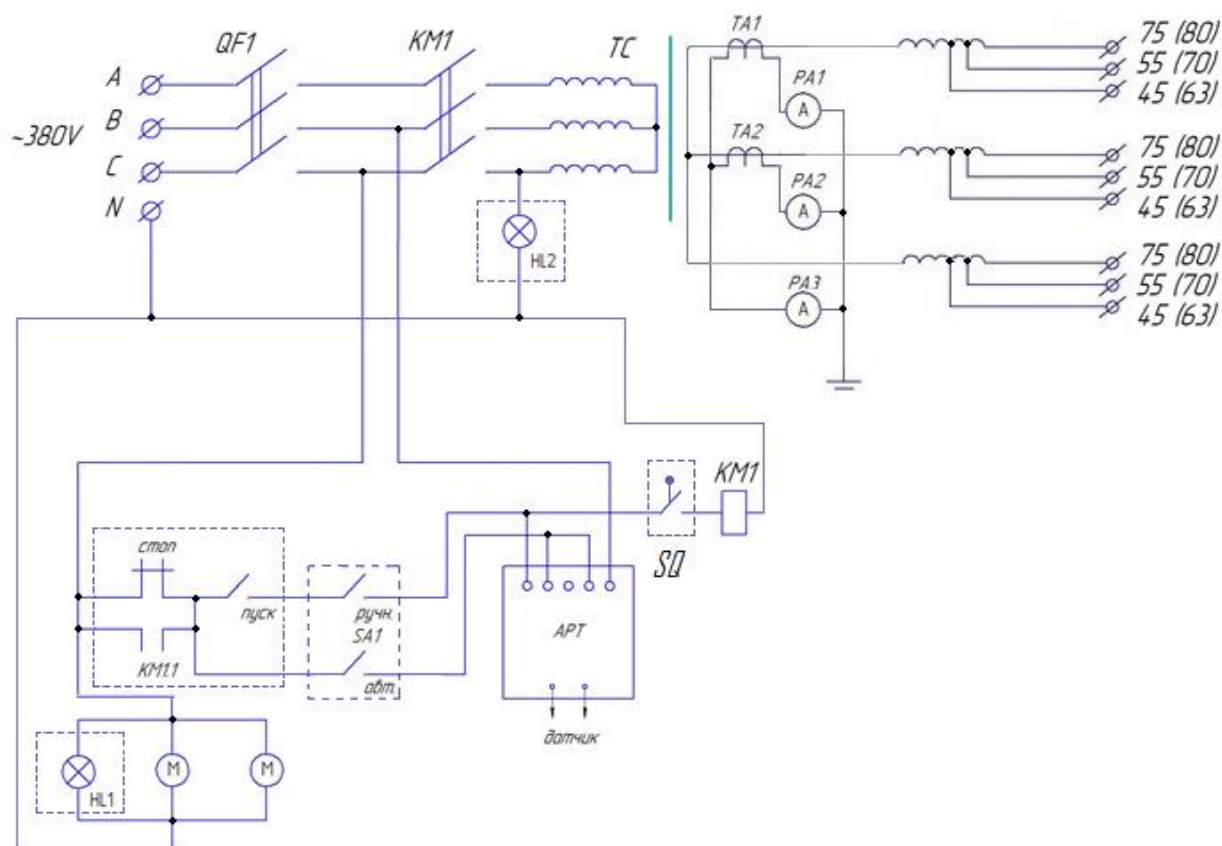 QF1
KM1
TC
A
B
C
N
~380V
HL2
TA1
PA1
TA2
PA2
PA3
A
A
A
75 (80)
55 (70)
45 (63)
75 (80)
55 (70)
45 (63)
75 (80)
55 (70)
45 (63)
SQ
KM1
стоп
пуск
KM1.1
ручн.
SA1
авт.
АРТ
датчик
HL1
M
M